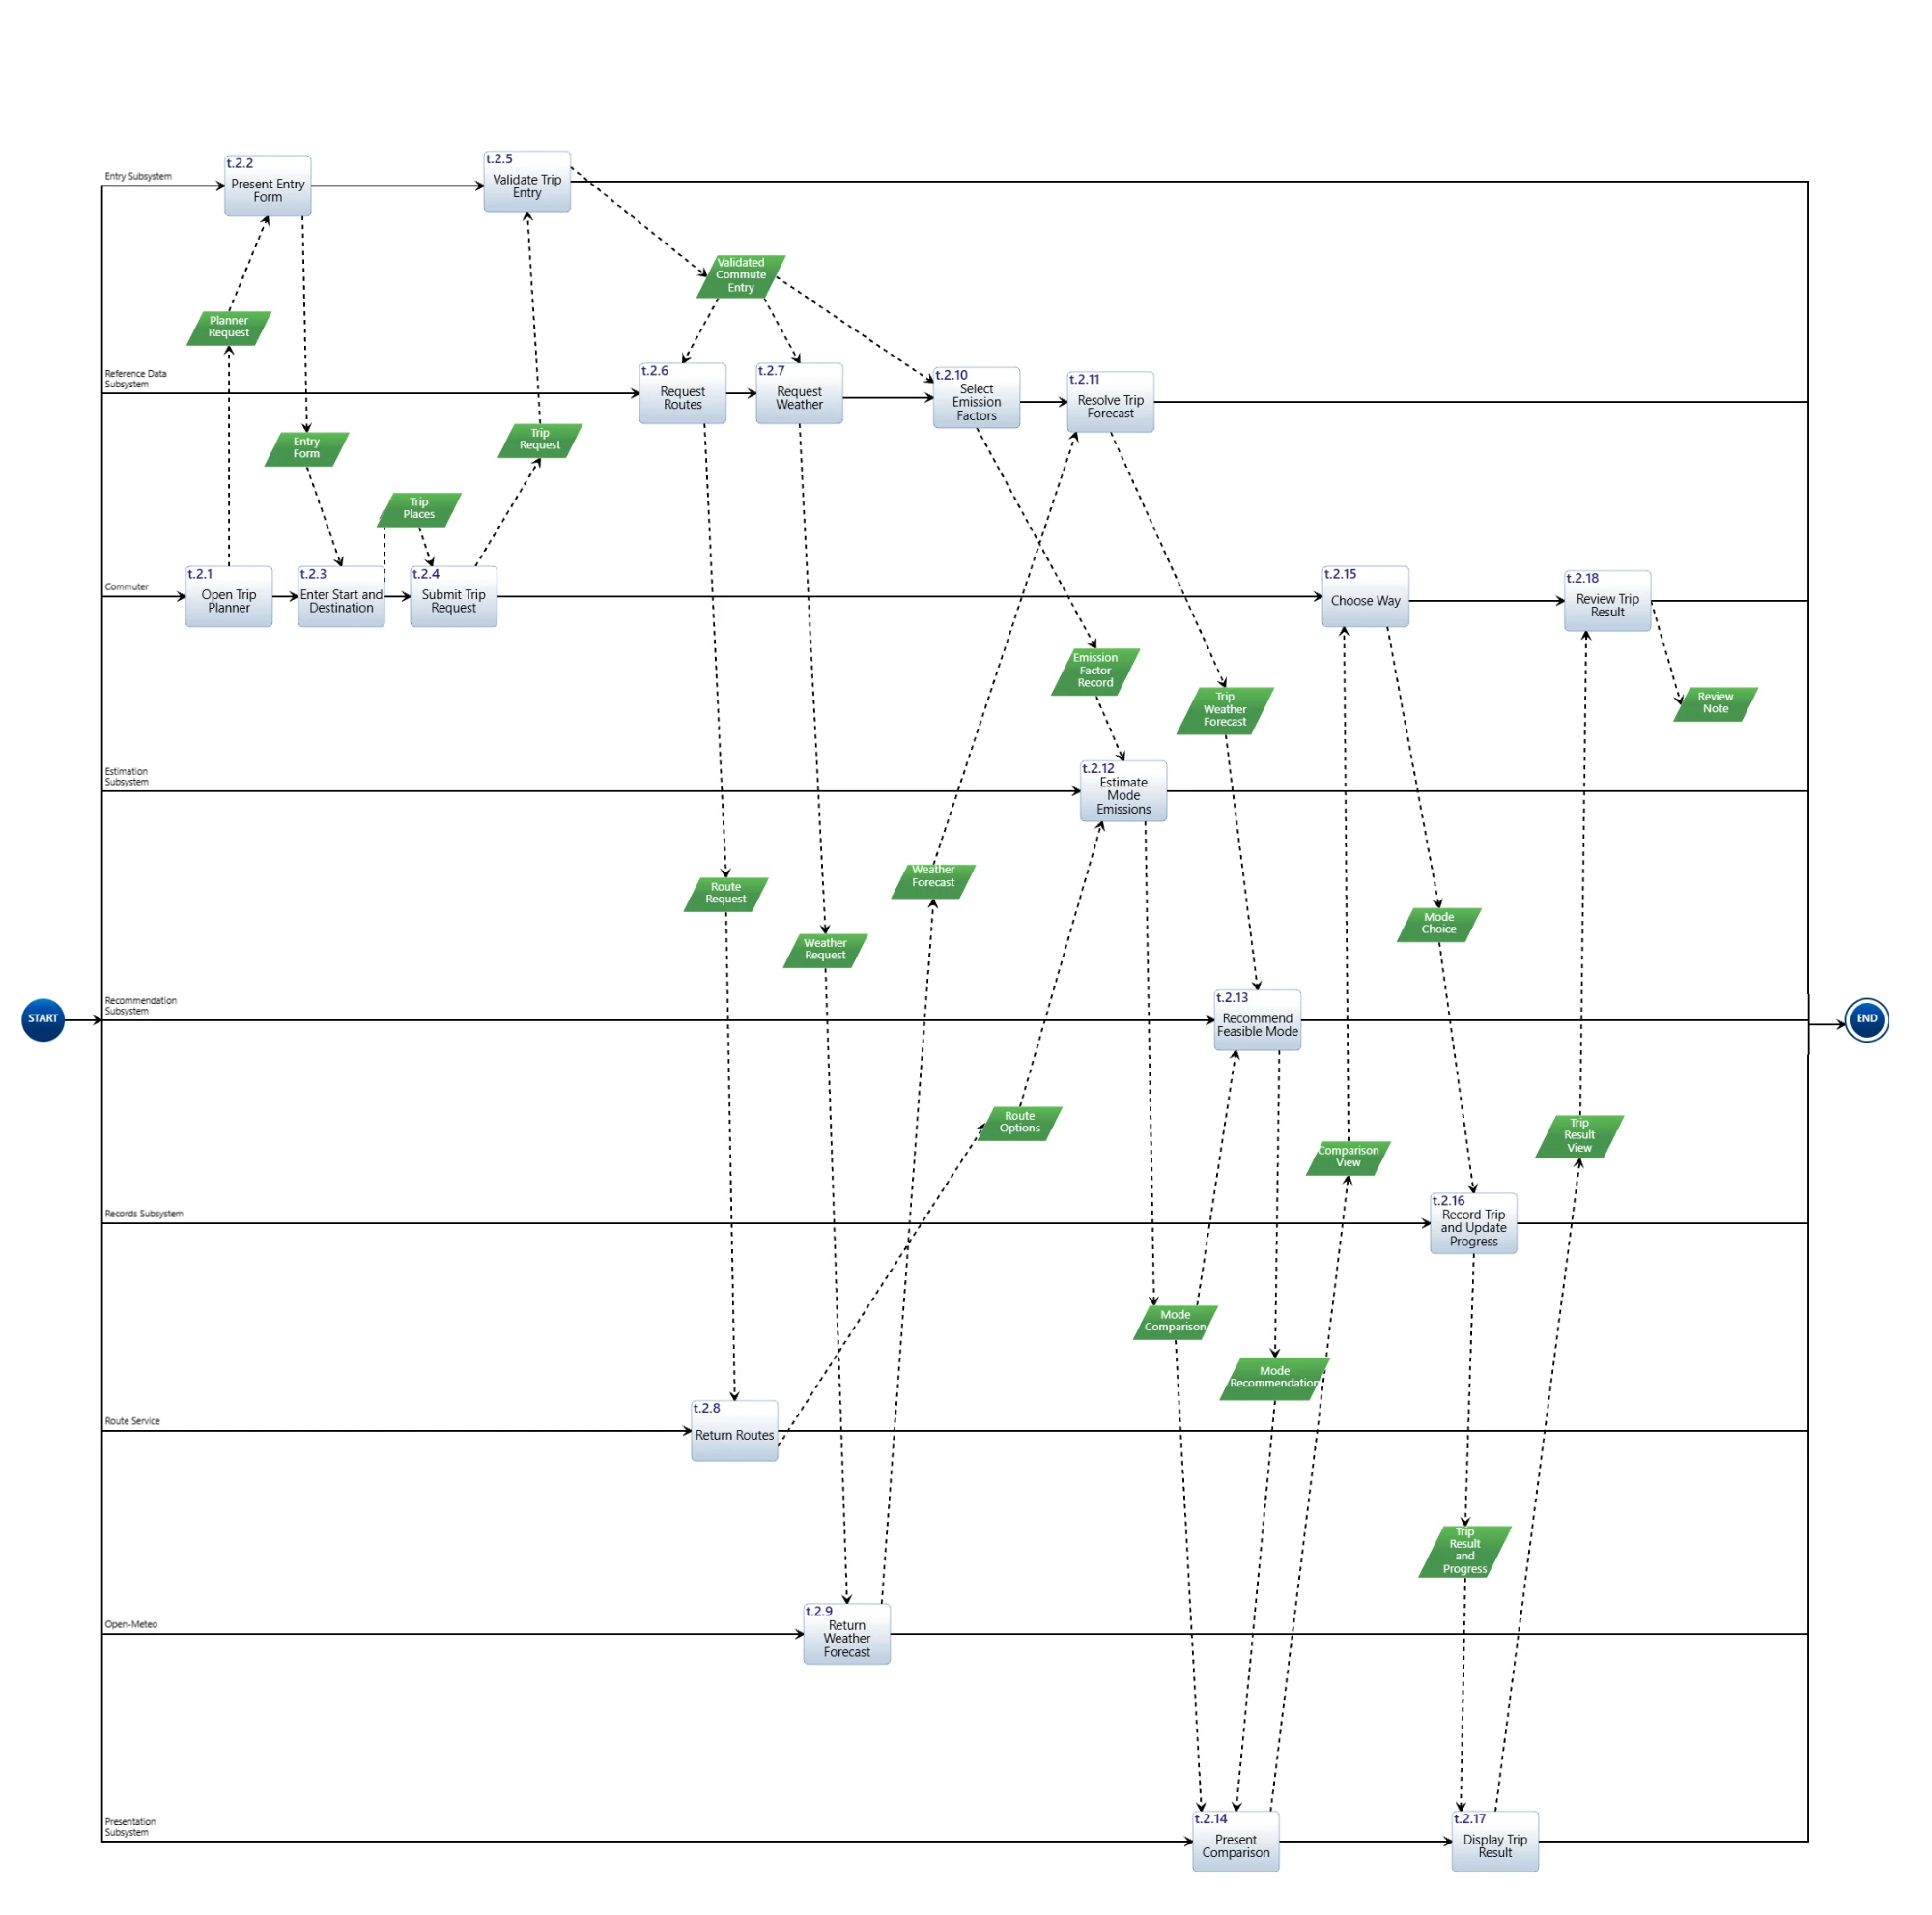 t.2.2
Present Entry
Form
t.2.5
Validate Trip
Entry
Entry Subsystem
Validated
Commute
Entry
Planner
Request
Reference Data
Subsystem
t.2.6
Request
Routes
t.2.7
Request
Weather
t.2.10
Select
Emission
Factors
t.2.11
Resolve Trip
Forecast
Entry
Form
Trip
Request
Trip
Places
Commuter
t.2.1
Open Trip
Planner
t.2.3
Enter Start and
Destination
t.2.4
Submit Trip
Request
t.2.15
Choose Way
t.2.18
Review Trip
Result
Emission
Factor
Record
Trip
Weather
Forecast
Review
Note
Estimation
Subsystem
t.2.12
Estimate
Mode
Emissions
Route
Request
Weather
Forecast
Weather
Request
Mode
Choice
START
Recommendation
Subsystem
t.2.13
Recommend
Feasible Mode
END
Route
Options
Comparison
View
Trip
Result
View
Records Subsystem
t.2.16
Record Trip
and Update
Progress
Mode
Comparison
Mode
Recommendation
Route Service
t.2.8
Return Routes
Trip
Result
and
Progress
Open-Meteo
t.2.9
Return
Weather
Forecast
Presentation
Subsystem
t.2.14
Present
Comparison
t.2.17
Display Trip
Result